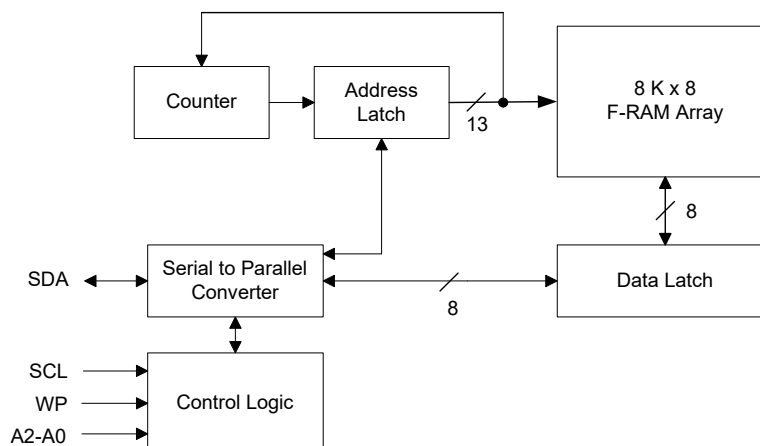 Counter
Address
Latch
13
8 K x 8
F-RAM Array
8
SDA
Serial to Parallel
Converter
8
Data Latch
SCL
WP
A2-A0
Control Logic